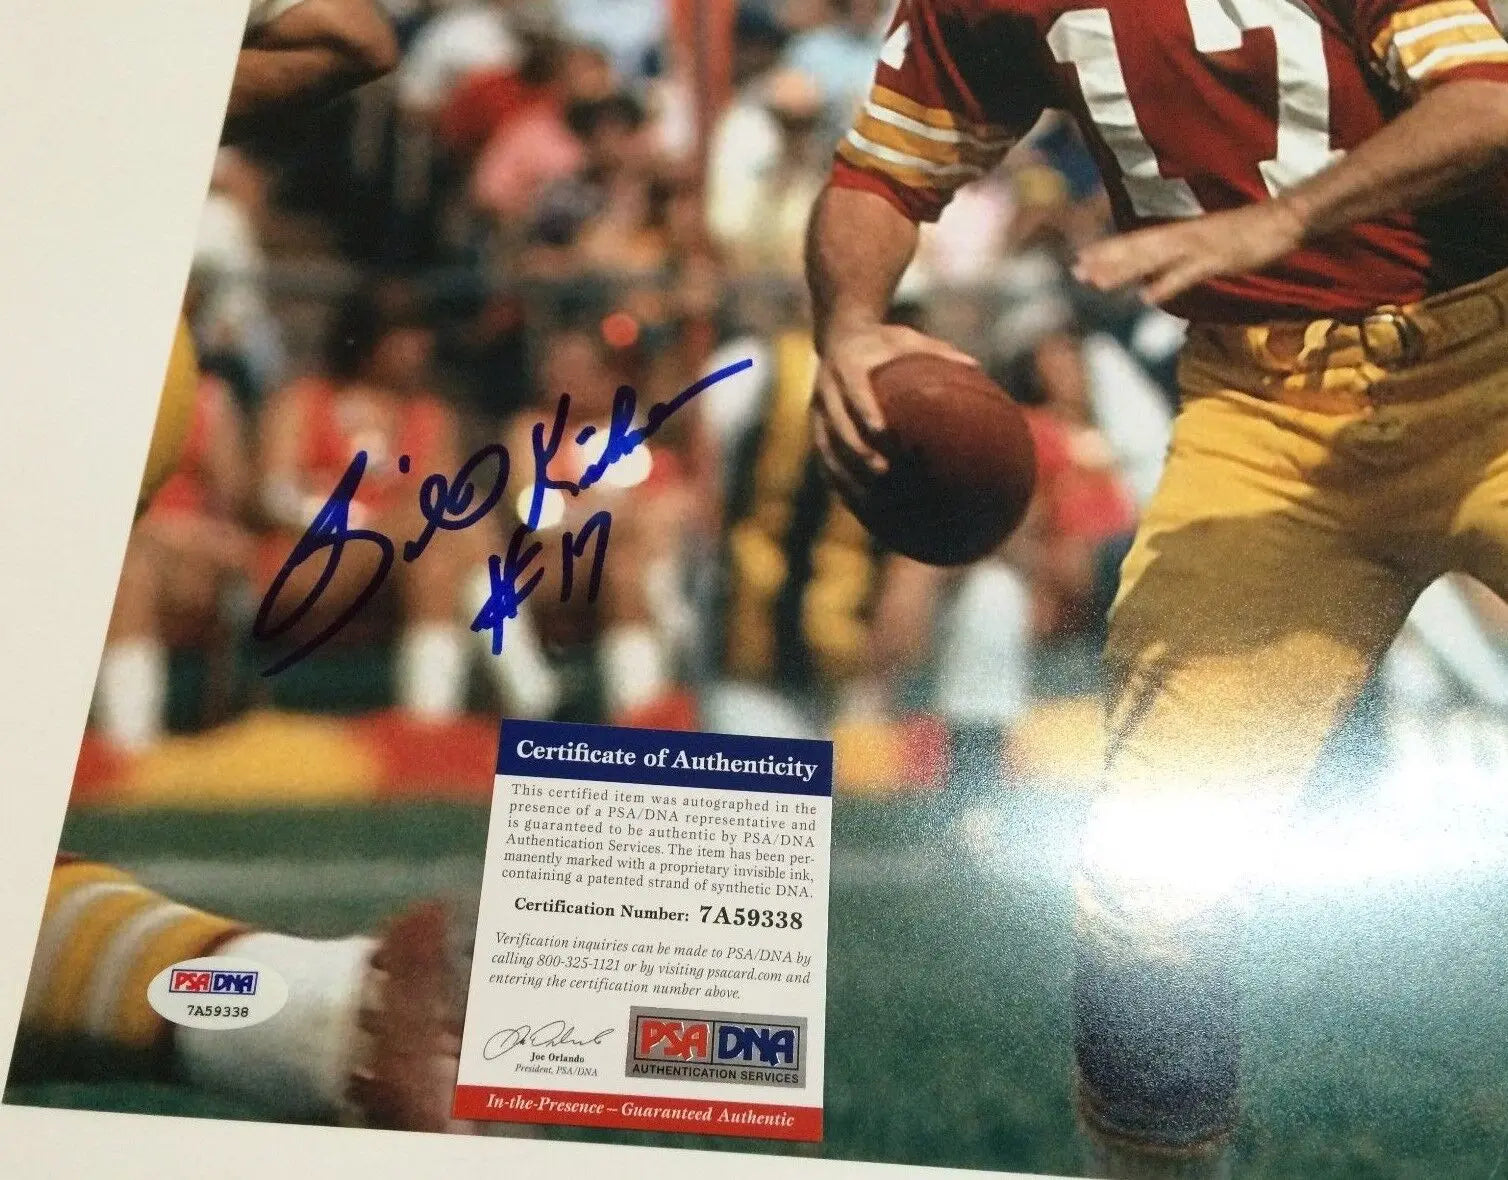 17
Bill Kilmer
#17
Certificate of Authenticity
This certified item was autographed in the
presence of a PSA/DNA representative and
is guaranteed to be authentic by PSA/DNA
Authentication Services. The item has been per-
manently marked with a proprietary invisible ink,
containing a patented strand of synthetic DNA.
Certification Number: 7A59338
Verification inquiries can be made to PSA/DNA by
calling 800-325-1121 or by visiting psacard.com and
entering the certification number above.
Joe Orlando
President, PSA/DNA
PSA DNA
AUTHENTICATION SERVICES
In-the-Presence – Guaranteed Authentic
PSA DNA
7A59338